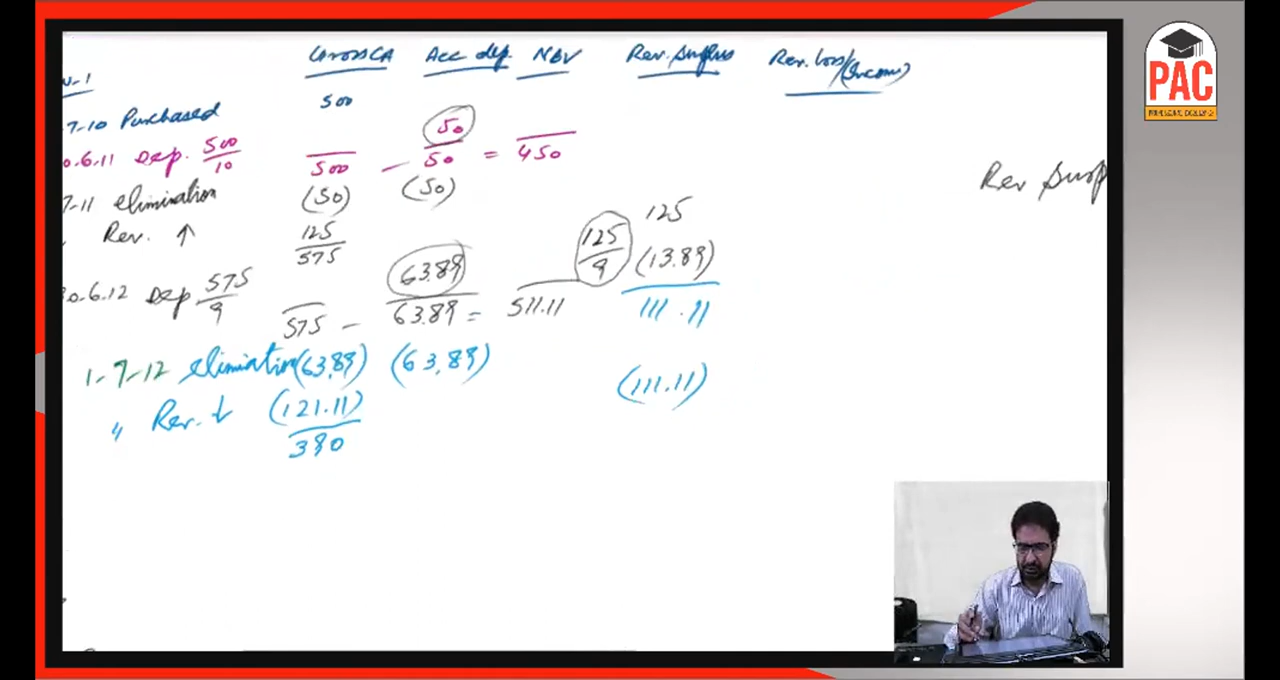 Gross CA Acc dep. NBV Rev. Surplus Rev. loss/(Income)
N-1
7-10 Purchased 500
50
0.6.11 Dep. 500/10 500 - 50 = 450
7-11 elimination (50) (50)
Rev. ↑ 125 125
575 125/9 (13.89)
0.6.12 Dep. 575/9 63.89
575 - 63.89 = 511.11 111.11
1-7-12 elimiation (63.89) (63.89)
" Rev. ↓ (121.11) (111.11)
390
Rev Surp
PAC